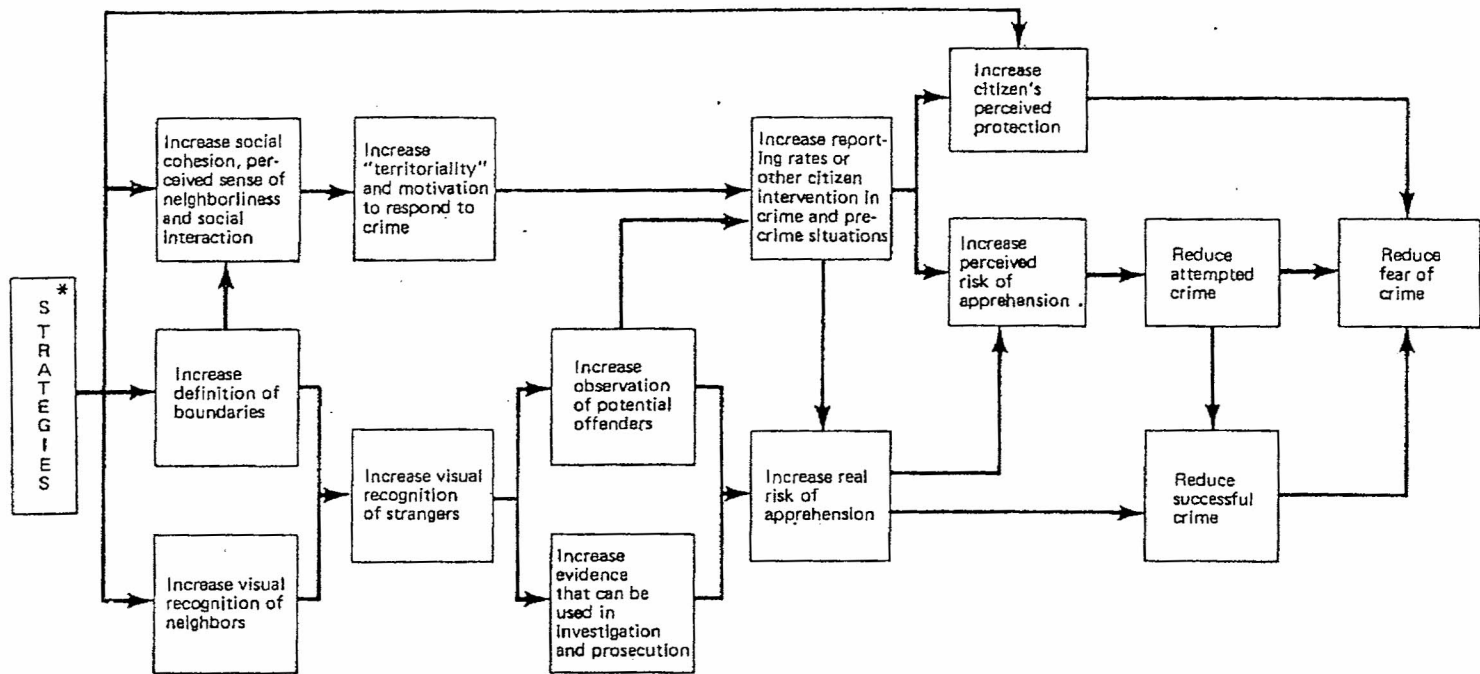 *
STRATEGIES
Increase social
cohesion, per-
ceived sense of
neighborliness
and social
interaction
Increase
"territoriality"
and motivation
to respond to
crime
Increase report-
ing rates or
other citizen
intervention in
crime and pre-
crime situations
Increase
citizen's
perceived
protection
Increase
perceived
risk of
apprehension
Reduce
attempted
crime
Reduce
fear of
crime
Increase
definition of
boundaries
Increase
observation
of potential
offenders
Increase visual
recognition
of strangers
Increase real
risk of
apprehension
Reduce
successful
crime
Increase visual
recognition of
neighbors
Increase
evidence
that can be
used in
investigation
and prosecution